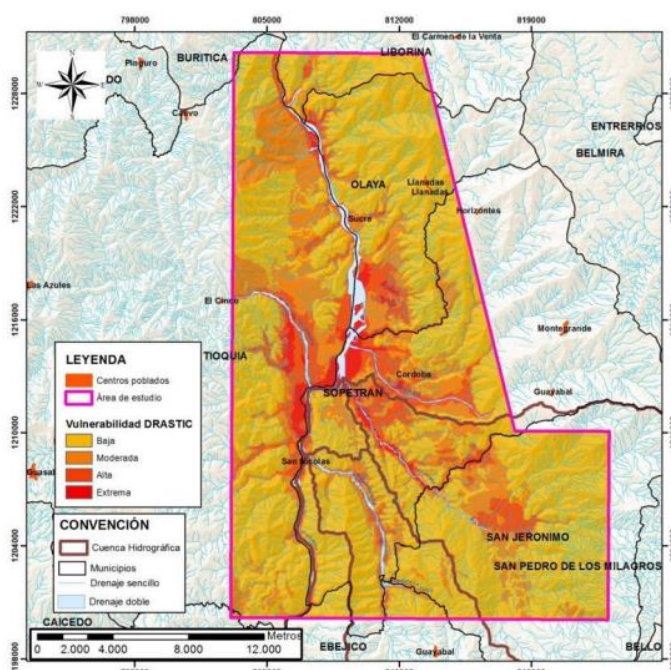 798000 805000 812000 819000
El Carmen de la Venta
BURITICA LIBORINA
Pinguro
N
W E
S
DO
1228000
ENTRERRIOS
BELMIRA
OLAYA Llanadas
Llanadas
1222000
Horizontes
Sucre
Los Azules
El Cinco
1216000
Montegrande
TIOQUIA
LEYENDA
Centros poblados
Área de estudio
Cordoba
Guayabal
SOPETRAN
Vulnerabilidad DRASTIC
1210000
Baja
Moderada
Alta
Extrema
San Nicolas
CONVENCIÓN
Cuenca Hidrográfica
Municipios
Drenaje sencillo
Drenaje doble
1204000
SAN JERONIMO
SAN PEDRO DE LOS MILAGROS
CAICEDO
Metros
0 2.000 4.000 8.000 12.000
EBEJICO
Guayabal
BELLO